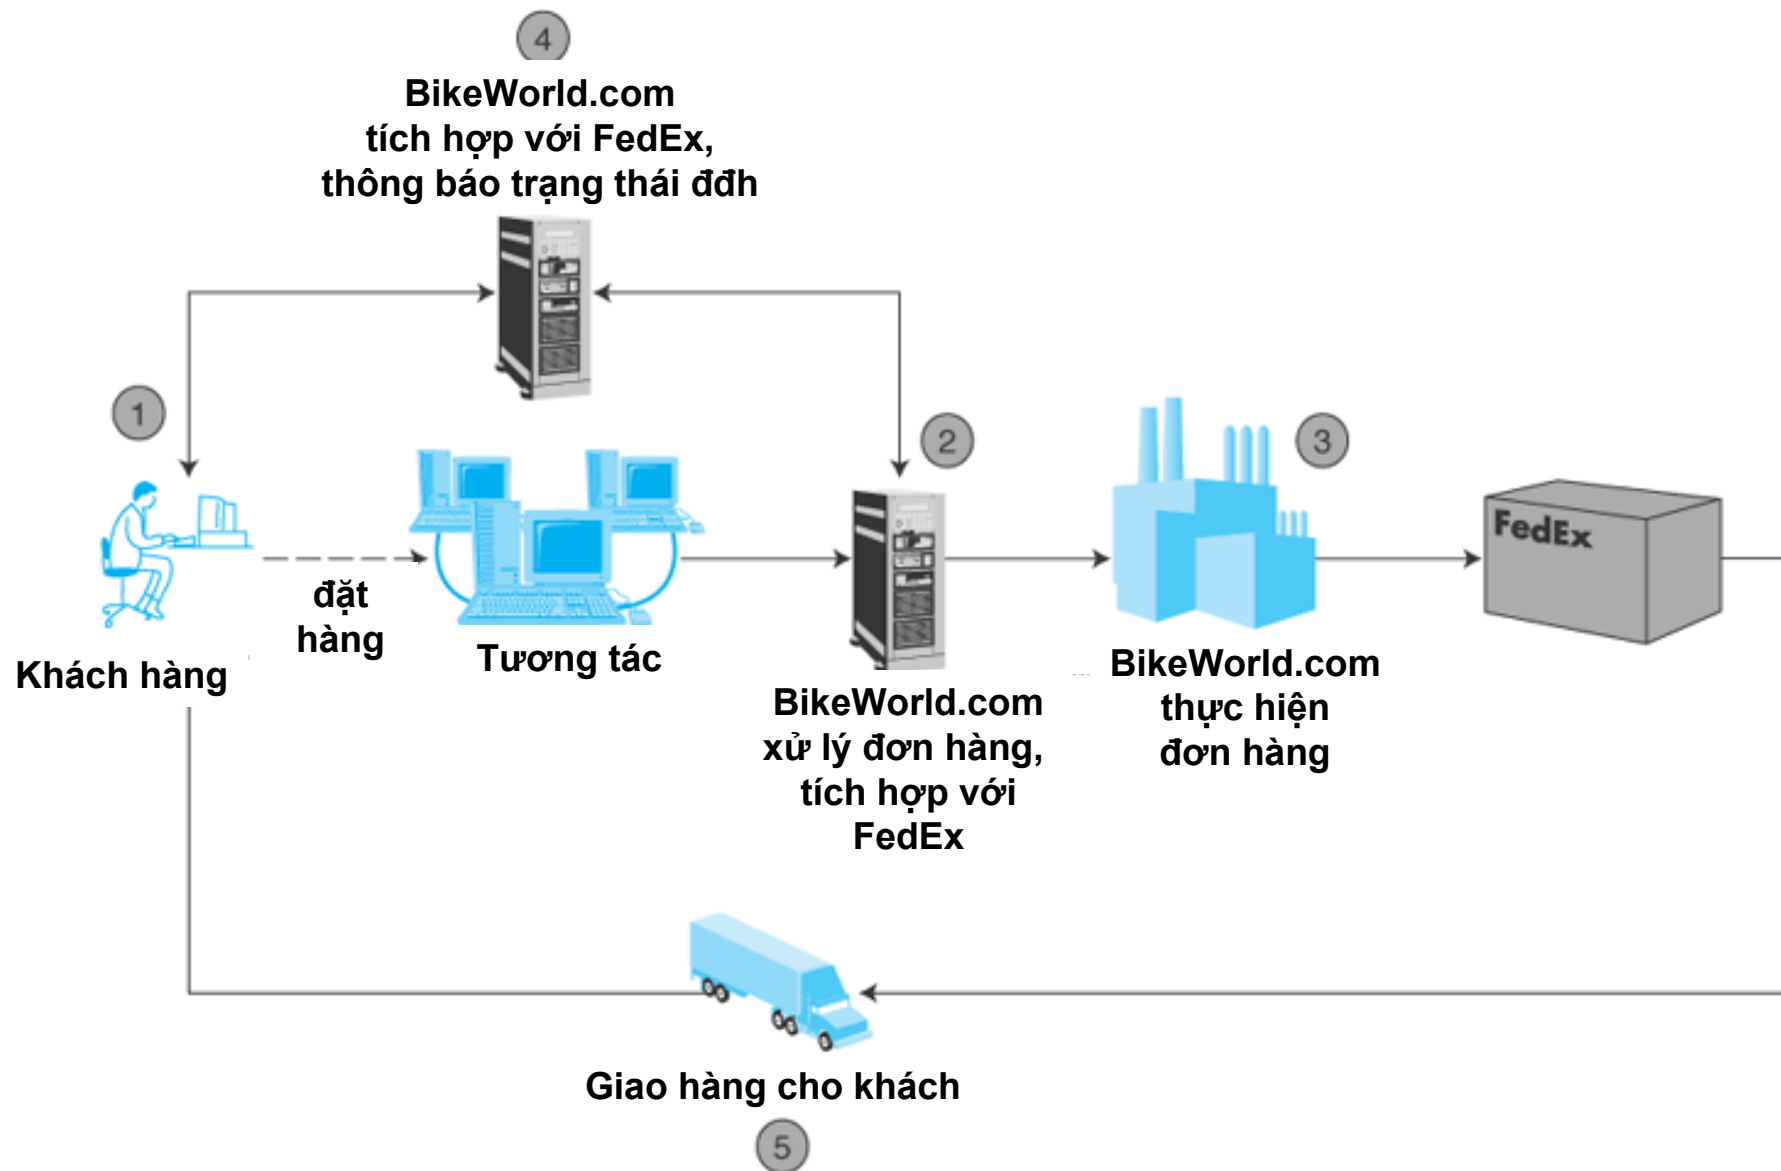 4
BikeWorld.com
tích hợp với FedEx,
thông báo trạng thái đđh
1
2
3
FedEx
đặt
hàng
Khách hàng
Tương tác
BikeWorld.com
xử lý đơn hàng,
tích hợp với
FedEx
BikeWorld.com
thực hiện
đơn hàng
Giao hàng cho khách
5